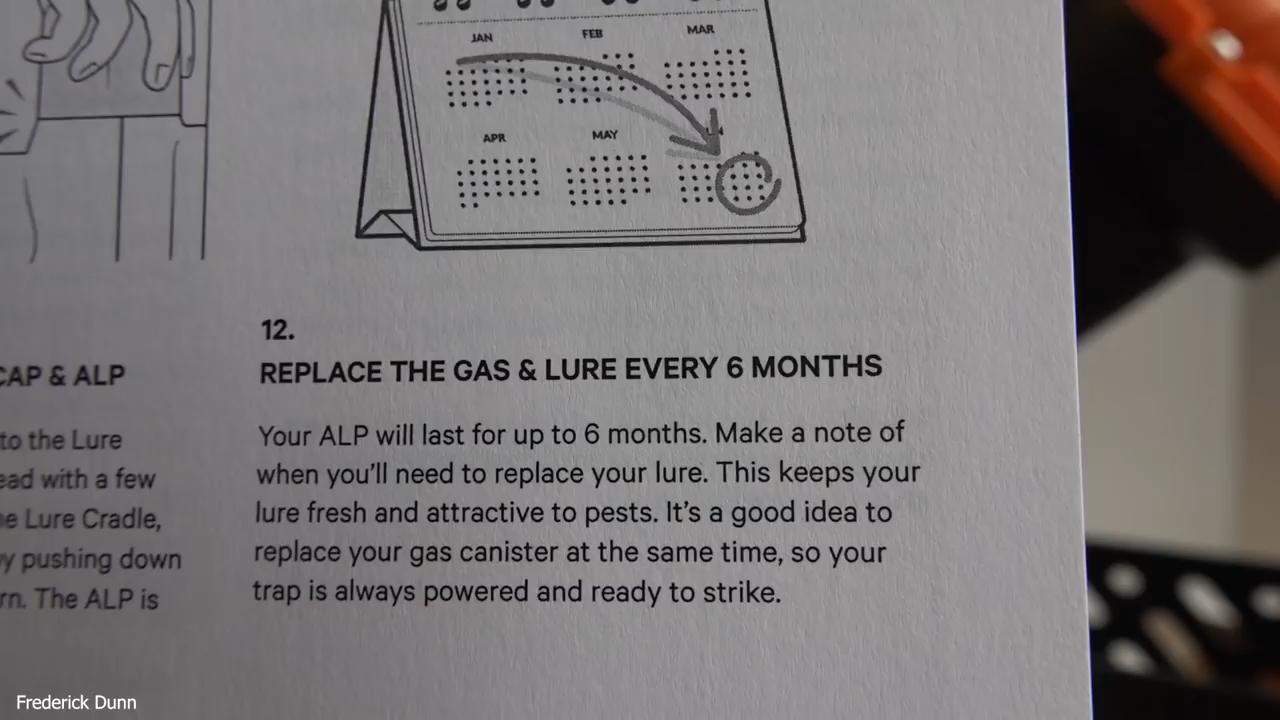 JAN FEB MAR
APR MAY
12.
REPLACE THE GAS & LURE EVERY 6 MONTHS
Your ALP will last for up to 6 months. Make a note of
when you'll need to replace your lure. This keeps your
lure fresh and attractive to pests. It's a good idea to
replace your gas canister at the same time, so your
trap is always powered and ready to strike.
CAP & ALP
to the Lure
with a few
Lure Cradle,
pushing down
The ALP is
Frederick Dunn